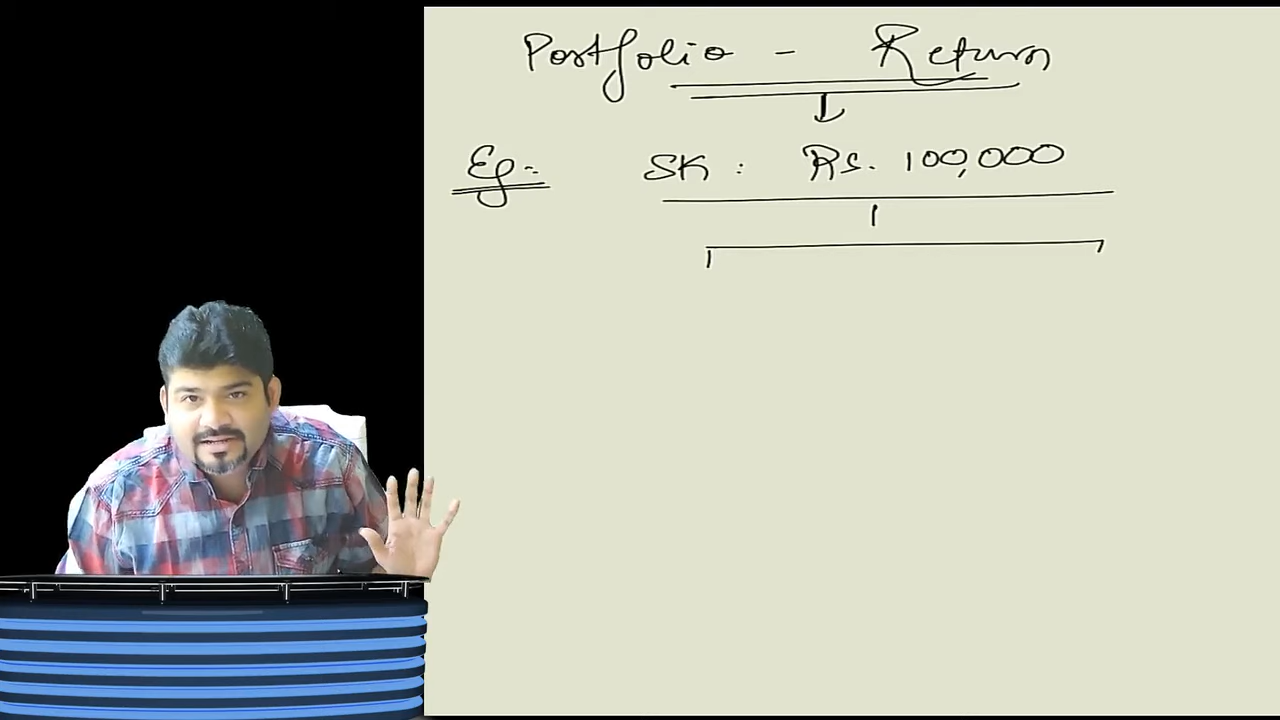 Portfolio - Return
Eg :- SK : Rs. 100,000